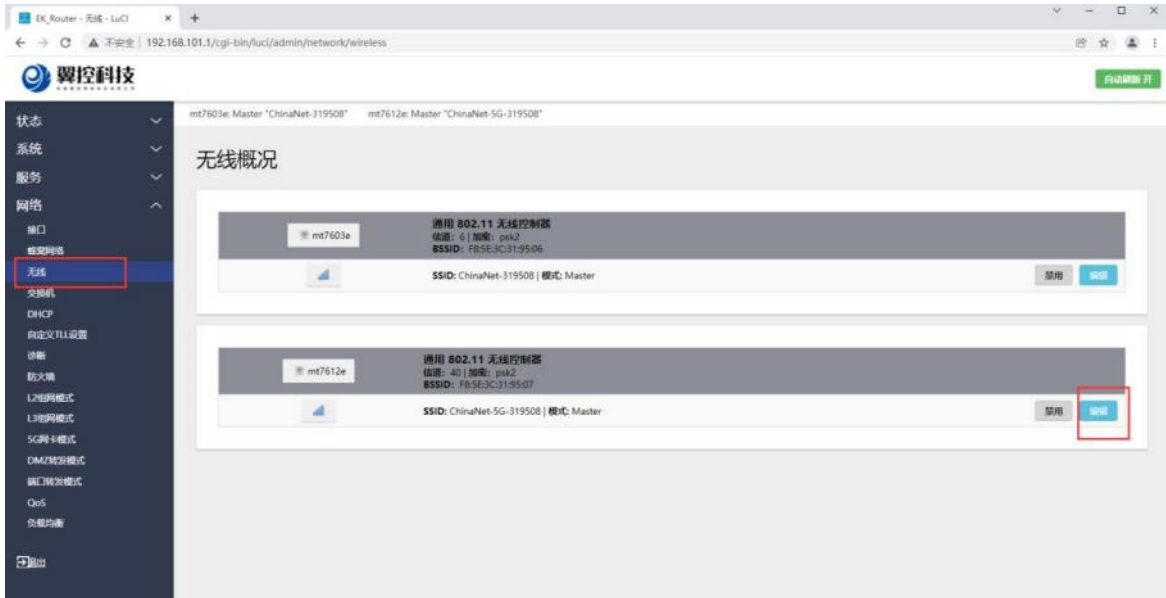 EK_Router - 无线 - LuCI
不安全 192.168.101.1/cgi-bin/luci/admin/network/wireless
翼控科技
自动刷新 开
mt7603e: Master "ChinaNet-319508" mt7612e: Master "ChinaNet-5G-319508"
状态
系统
服务
网络
接口
蜂窝网络
无线
交换机
DHCP
自定义TLL设置
诊断
防火墙
L2组网模式
L3组网模式
5G网卡模式
DMZ转发模式
端口转发模式
QoS
负载均衡
退出
无线概况
mt7603e
通用 802.11 无线控制器
信道: 6 | 加密: psk2
BSSID: F8:5E:3C:31:95:06
SSID: ChinaNet-319508 | 模式: Master
禁用 编辑
mt7612e
通用 802.11 无线控制器
信道: 40 | 加密: psk2
BSSID: F8:5E:3C:31:95:07
SSID: ChinaNet-5G-319508 | 模式: Master
禁用 编辑